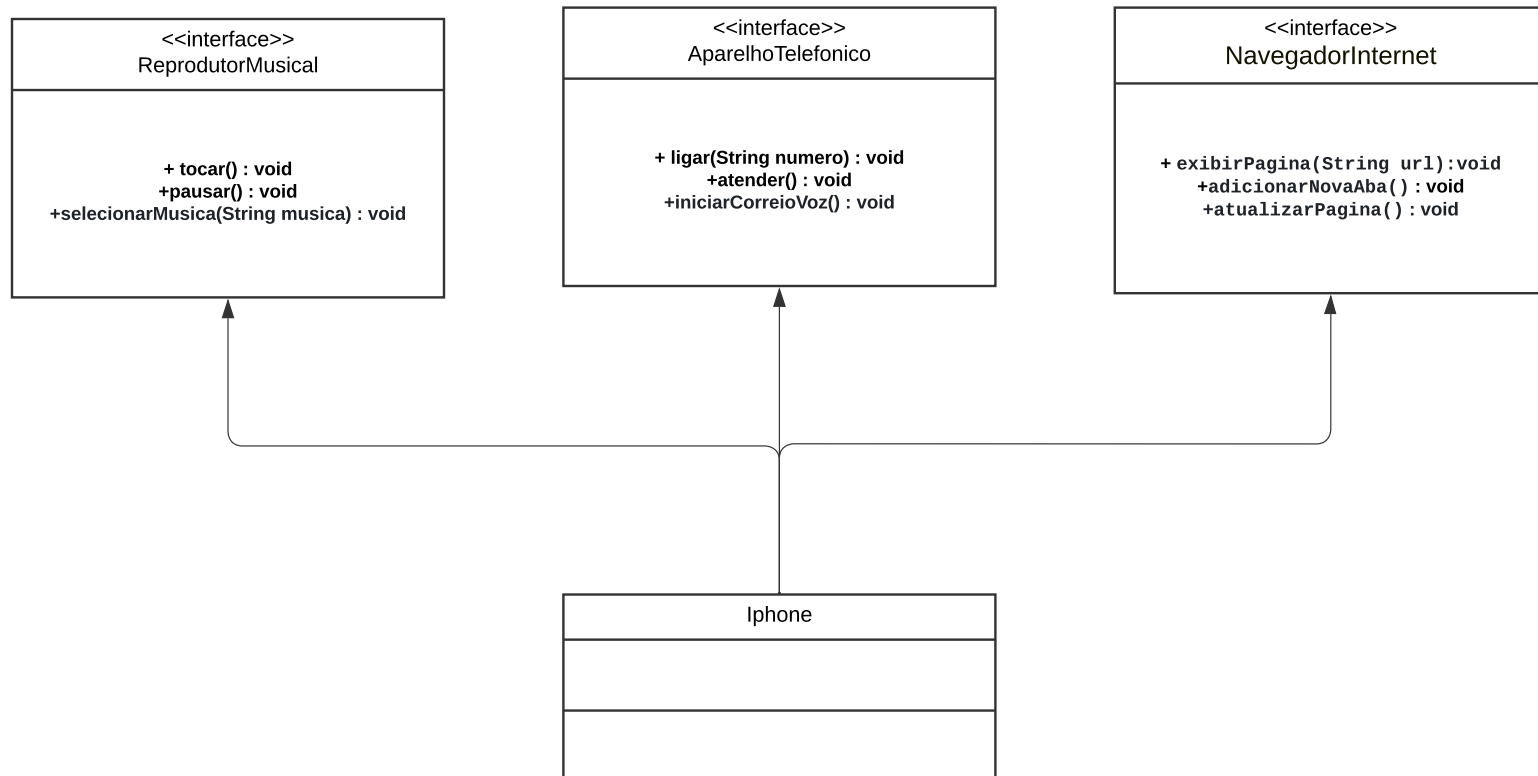 <<interface>>
ReprodutorMusical
+ tocar() : void
+pausar() : void
+selecionarMusica(String musica) : void
<<interface>>
AparelhoTelefonico
+ ligar(String numero) : void
+atender() : void
+iniciarCorreioVoz() : void
<<interface>>
NavegadorInternet
+ exibirPagina(String url):void
+adicionarNovaAba() : void
+atualizarPagina() : void
Iphone